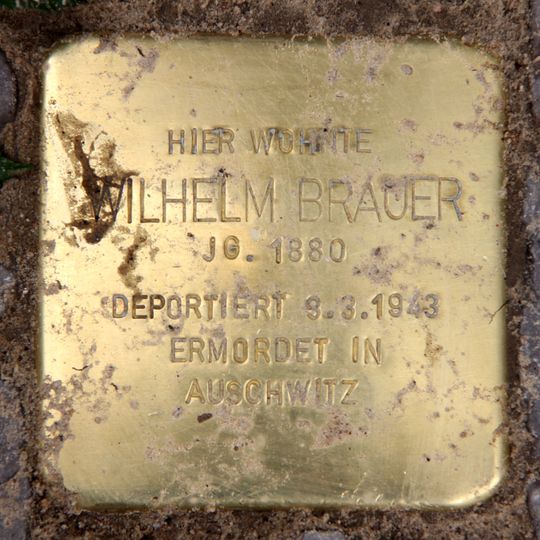 HIER WOHNTE
WILHELM BRAUER
JG. 1880
DEPORTIERT 3.3.1943
ERMORDET IN
AUSCHWITZ